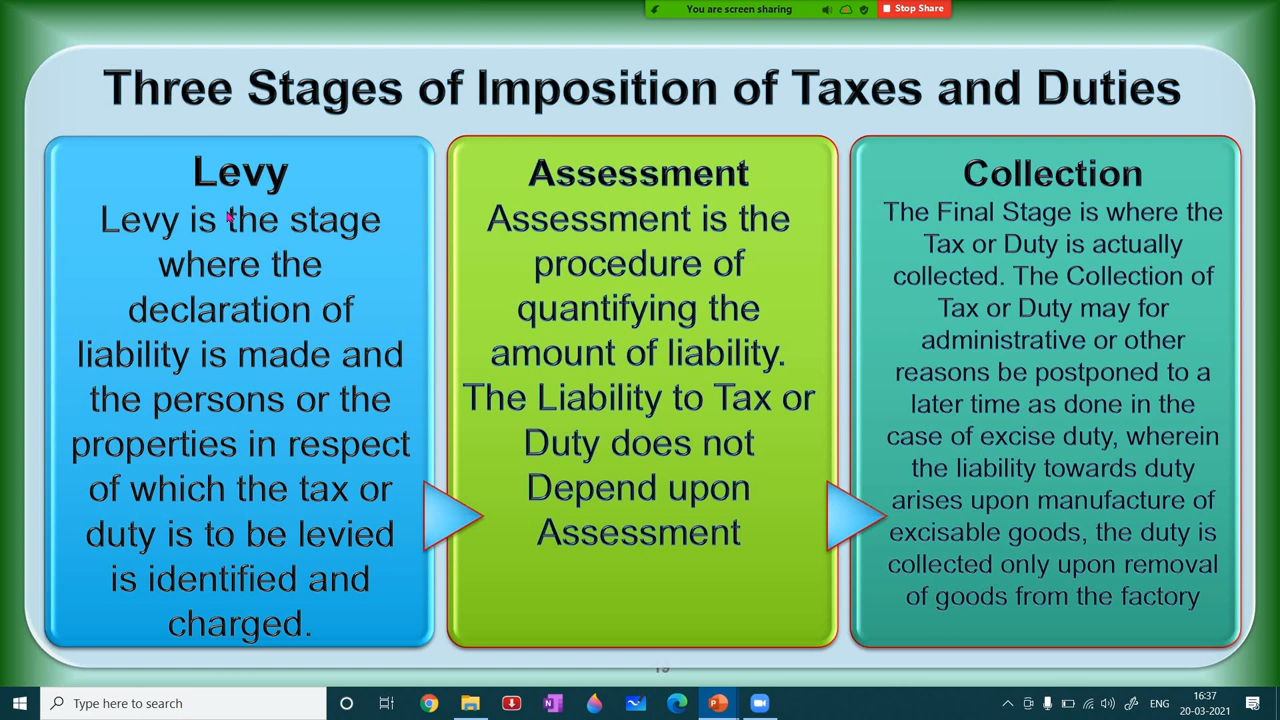 You are screen sharing
Stop Share
Three Stages of Imposition of Taxes and Duties
Levy
Levy is the stage
where the
declaration of
liability is made and
the persons or the
properties in respect
of which the tax or
duty is to be levied
is identified and
charged.
Assessment
Assessment is the
procedure of
quantifying the
amount of liability.
The Liability to Tax or
Duty does not
Depend upon
Assessment
Collection
The Final Stage is where the
Tax or Duty is actually
collected. The Collection of
Tax or Duty may for
administrative or other
reasons be postponed to a
later time as done in the
case of excise duty, wherein
the liability towards duty
arises upon manufacture of
excisable goods, the duty is
collected only upon removal
of goods from the factory
Type here to search
ENG
16:37
20-03-2021